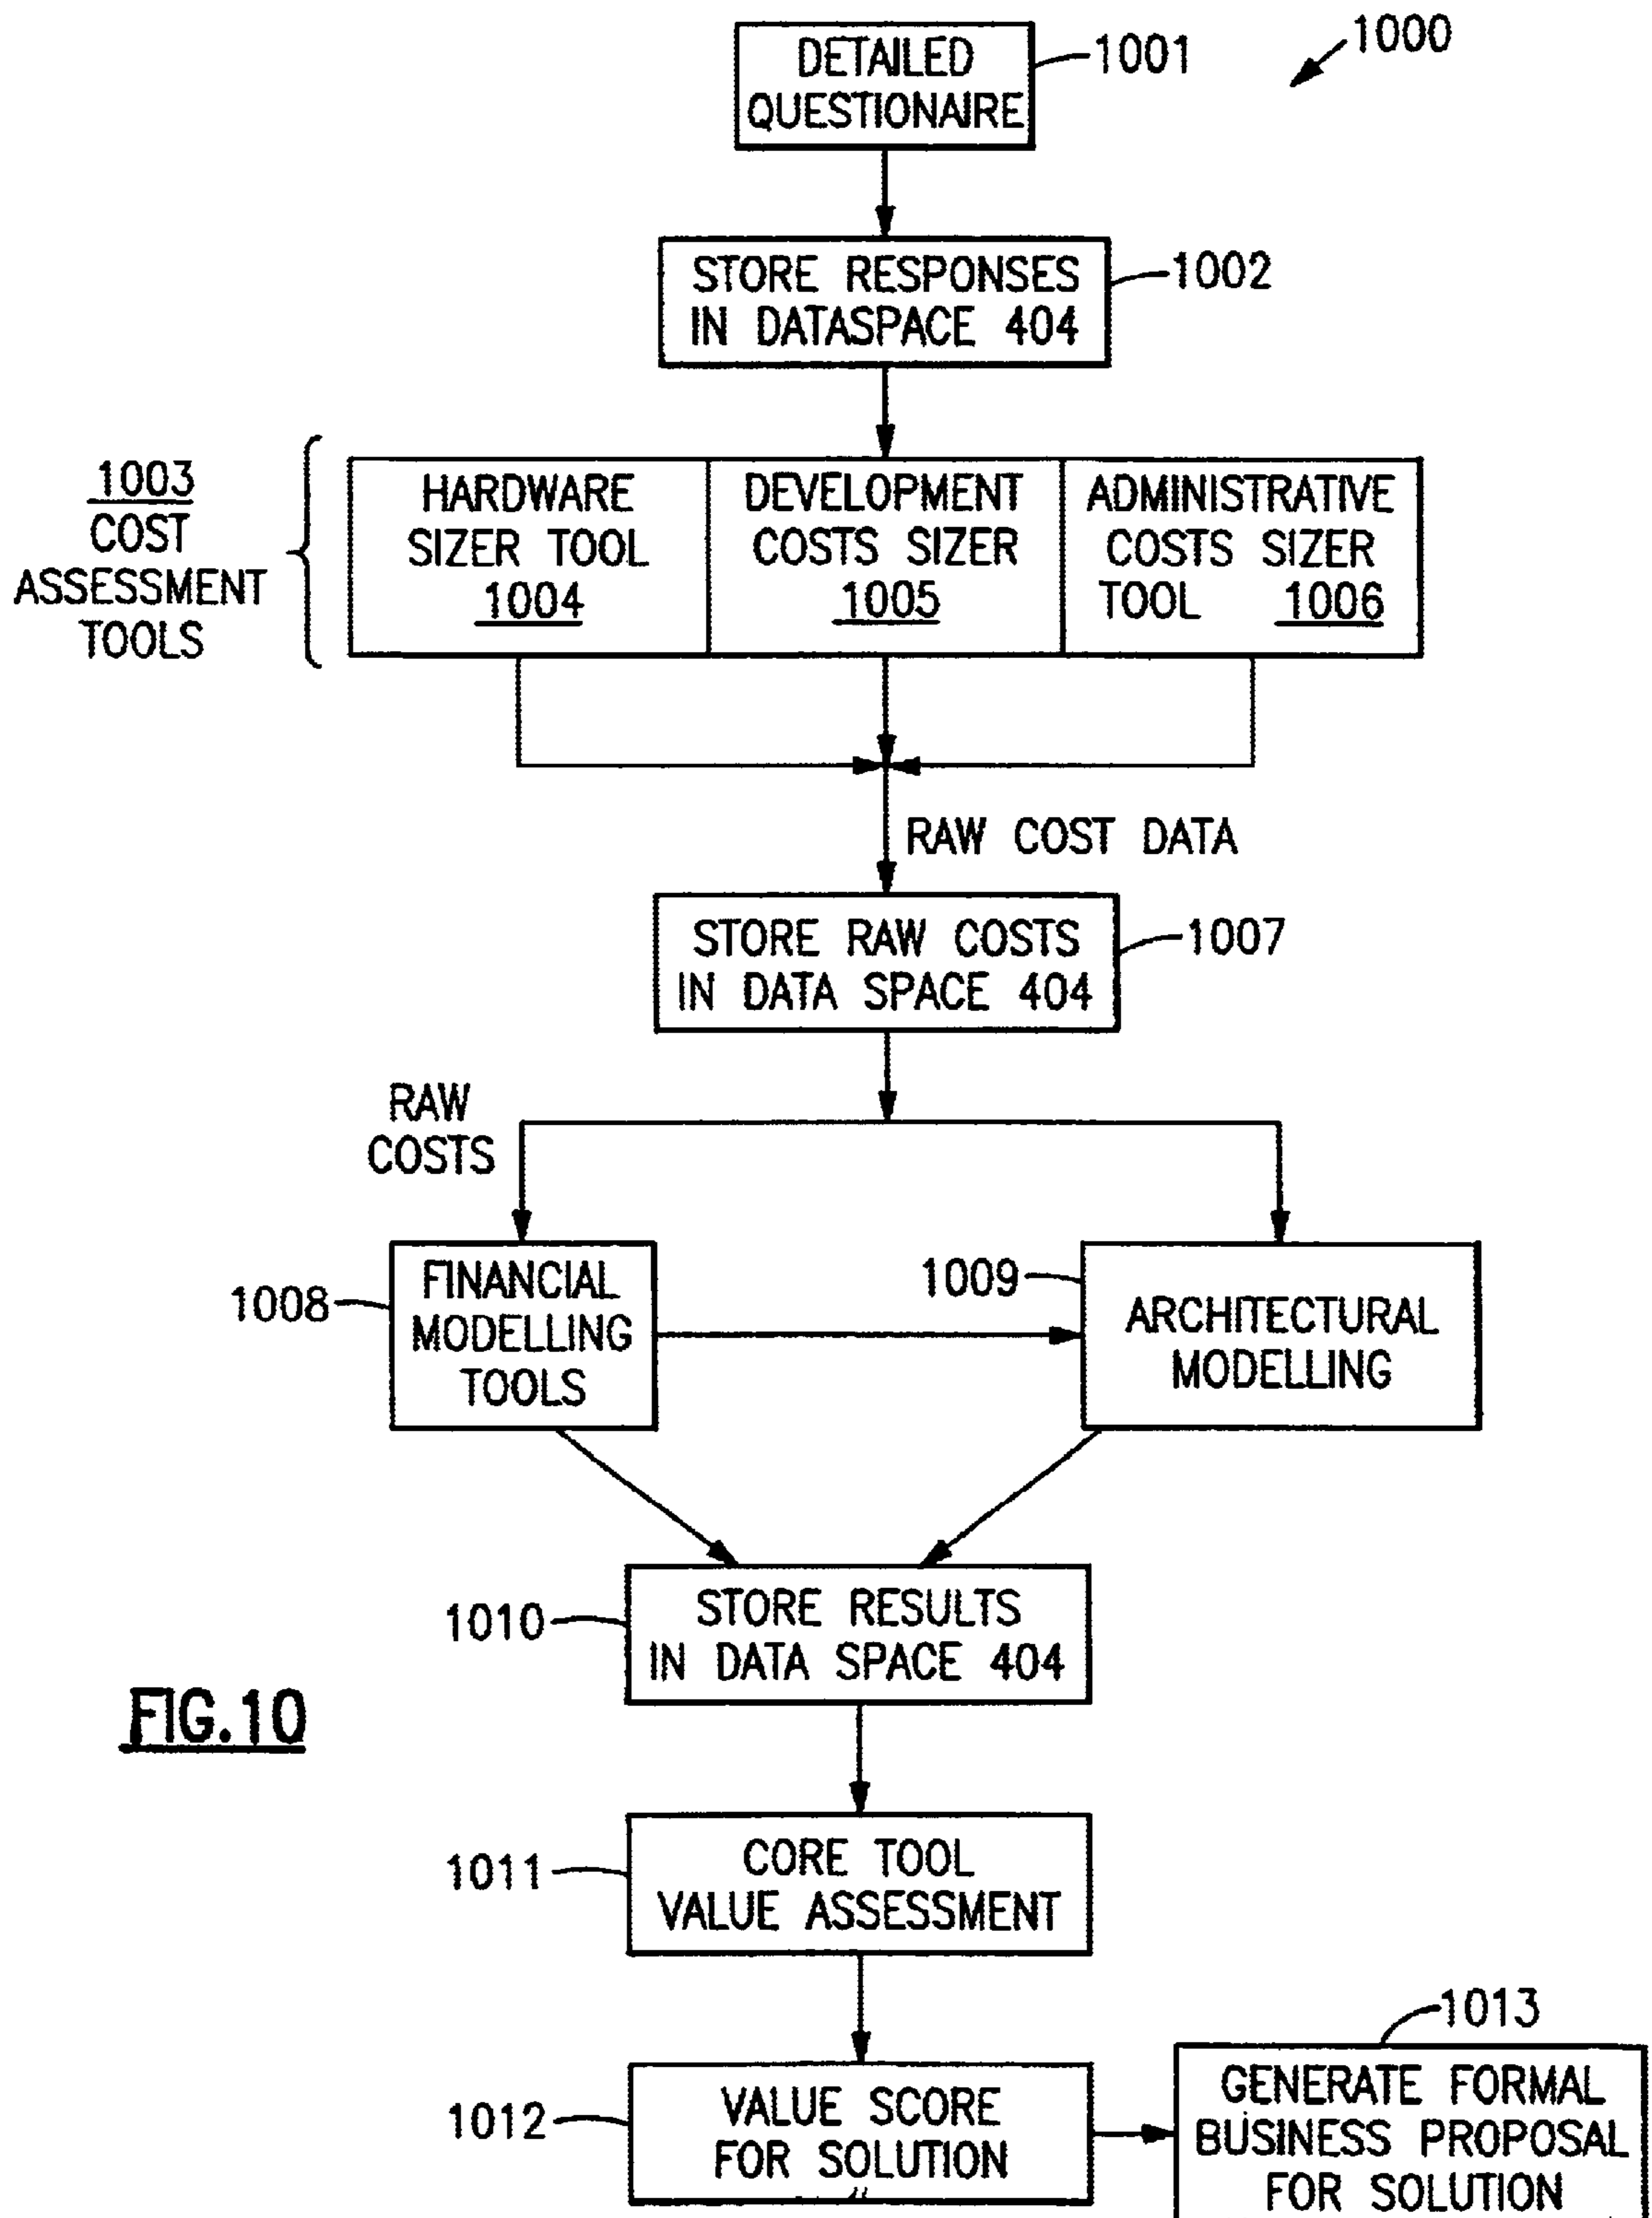 1000
DETAILED
QUESTIONAIRE
1001
STORE RESPONSES
IN DATASPACE 404
1002
1003
COST
ASSESSMENT
TOOLS
HARDWARE
SIZER TOOL
1004
DEVELOPMENT
COSTS SIZER
1005
ADMINISTRATIVE
COSTS SIZER
TOOL 1006
RAW COST DATA
STORE RAW COSTS
IN DATA SPACE 404
1007
RAW
COSTS
1008
FINANCIAL
MODELLING
TOOLS
1009
ARCHITECTURAL
MODELLING
1010
STORE RESULTS
IN DATA SPACE 404
FIG.10
1011
CORE TOOL
VALUE ASSESSMENT
1012
VALUE SCORE
FOR SOLUTION
1013
GENERATE FORMAL
BUSINESS PROPOSAL
FOR SOLUTION